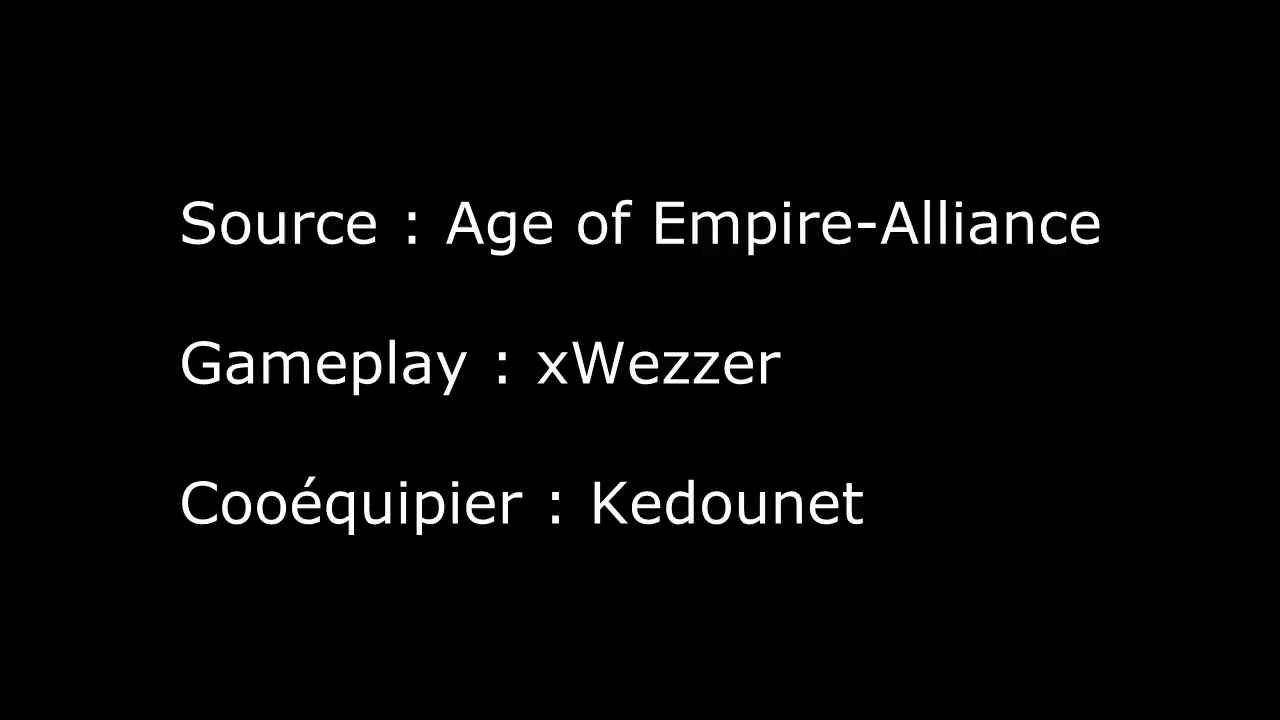 Source : Age of Empire-Alliance
Gameplay : xWezzer
Cooéquipier : Kedounet